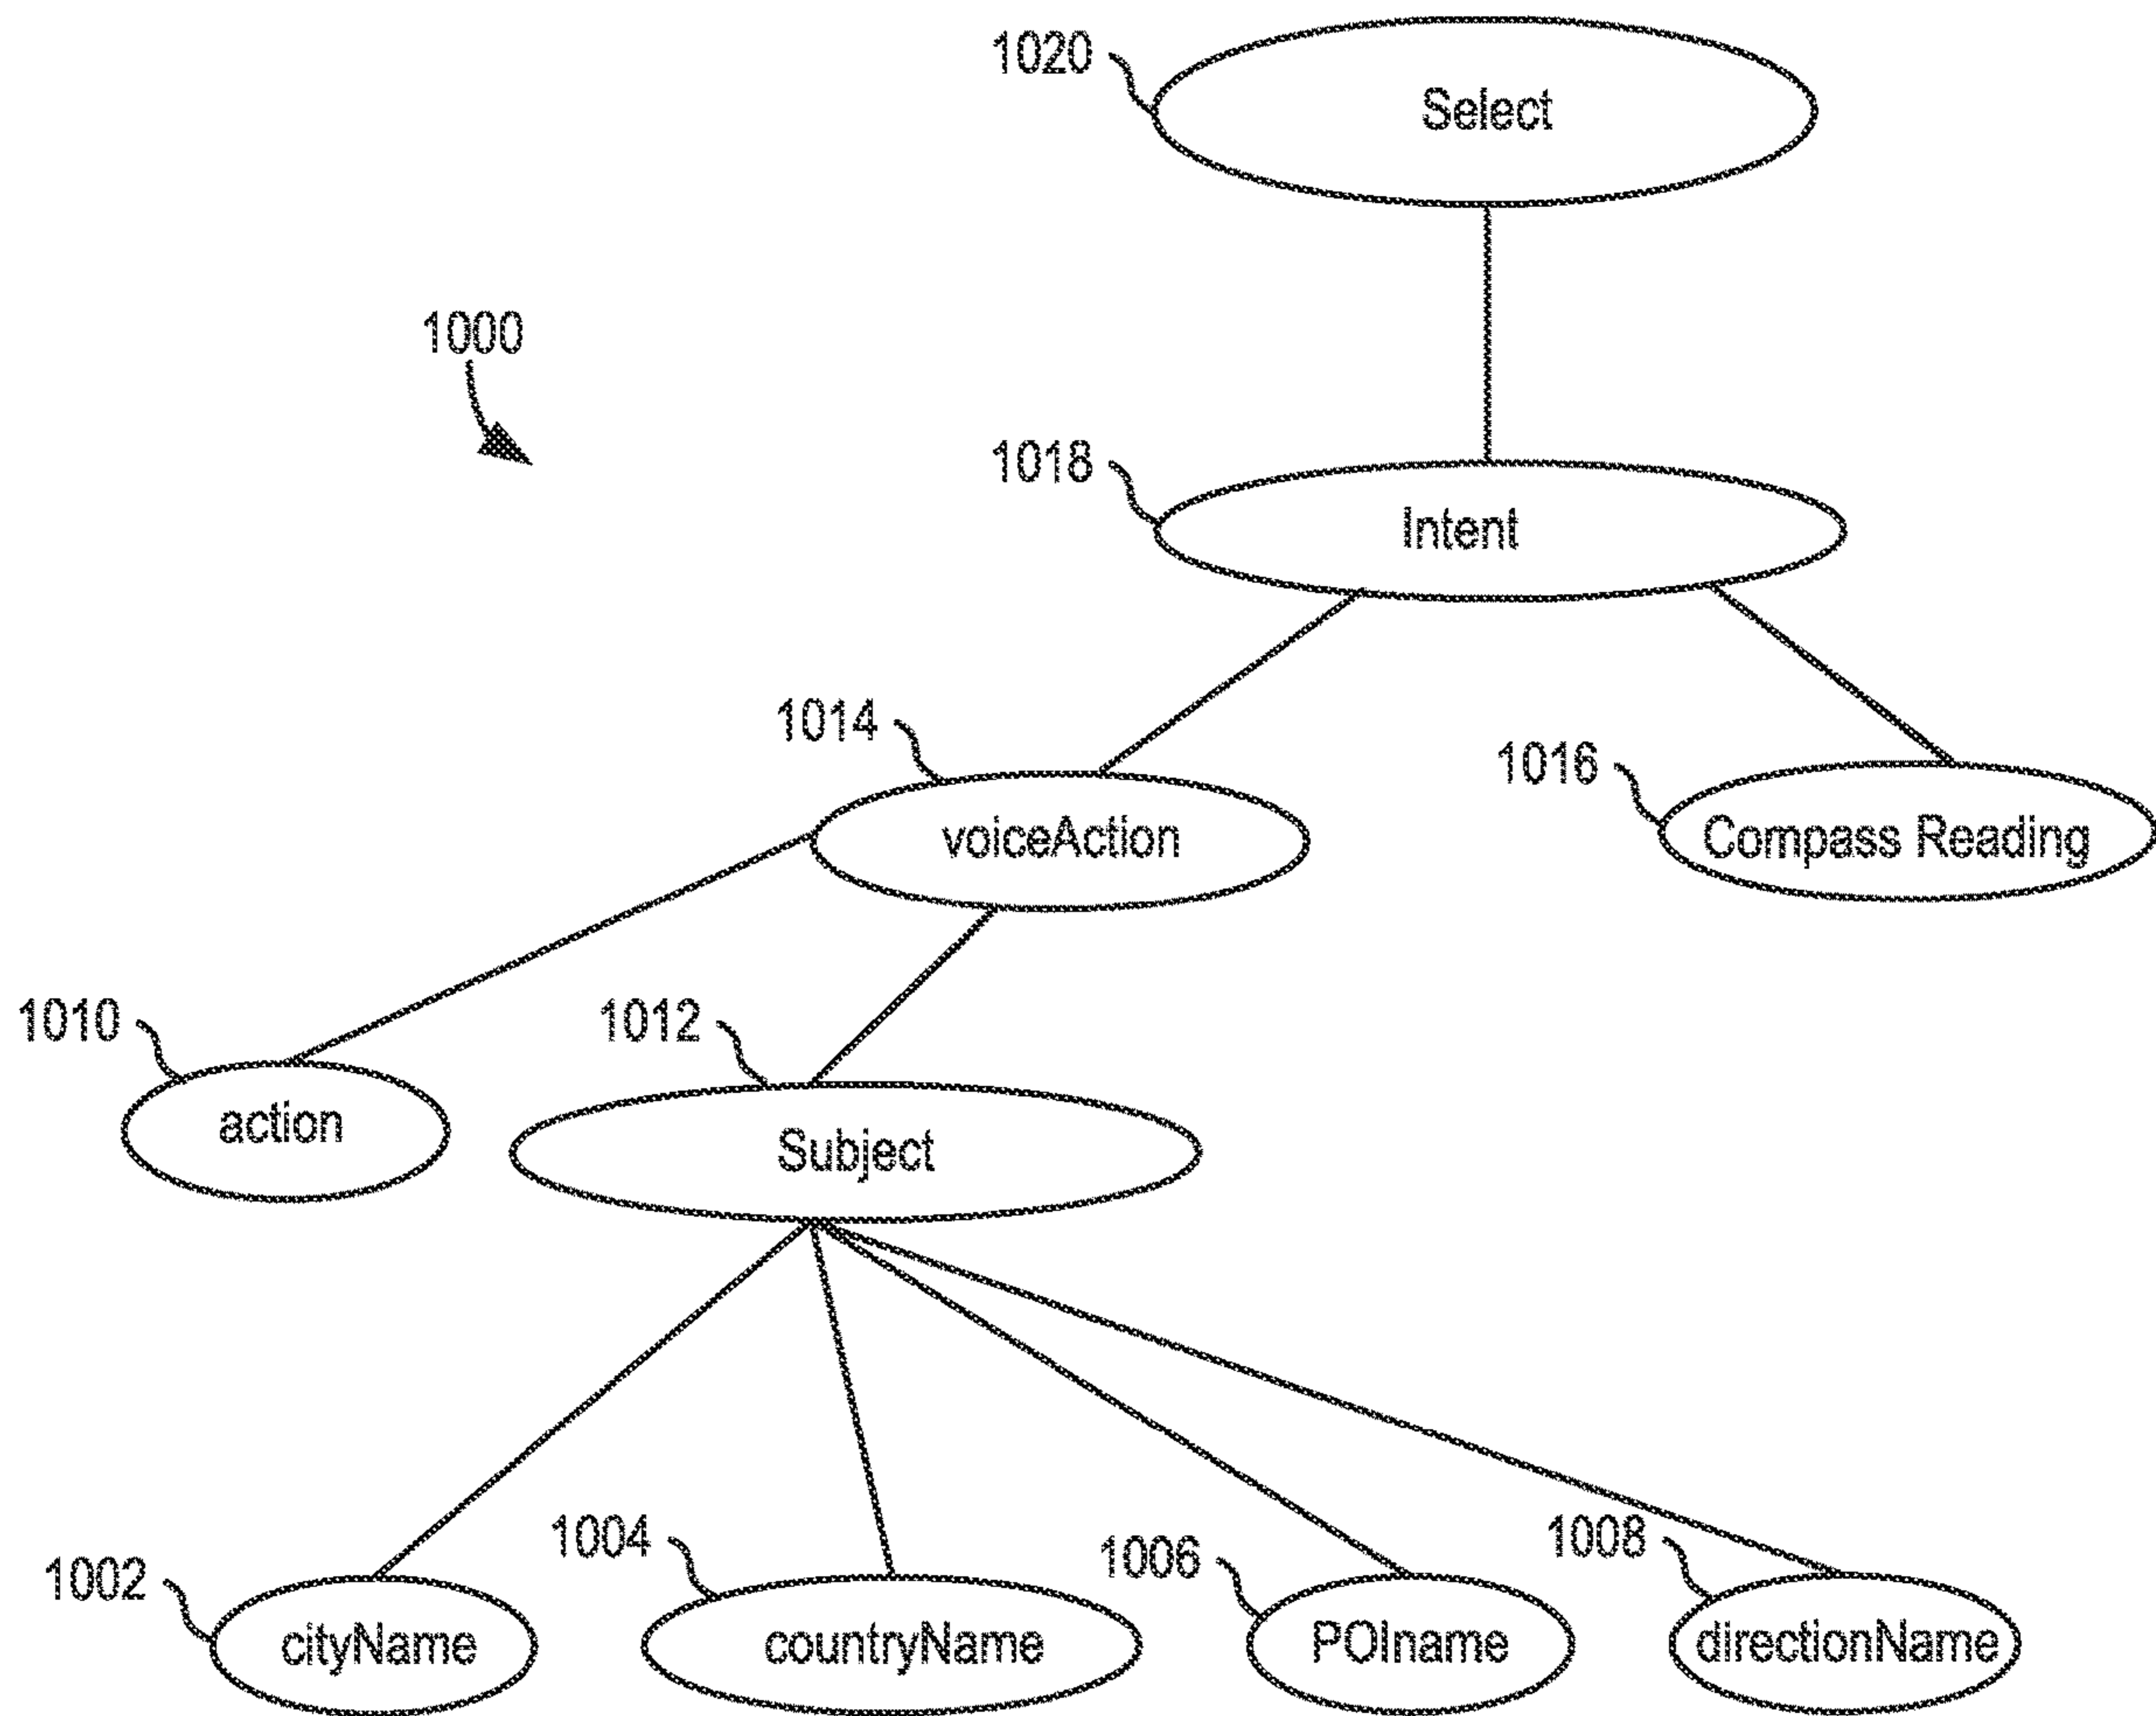 1020
Select
1000
1018
Intent
1014
1016
voiceAction
Compass Reading
1010
1012
action
Subject
1002
1004
1006
1008
cityName
countryName
POIname
directionName